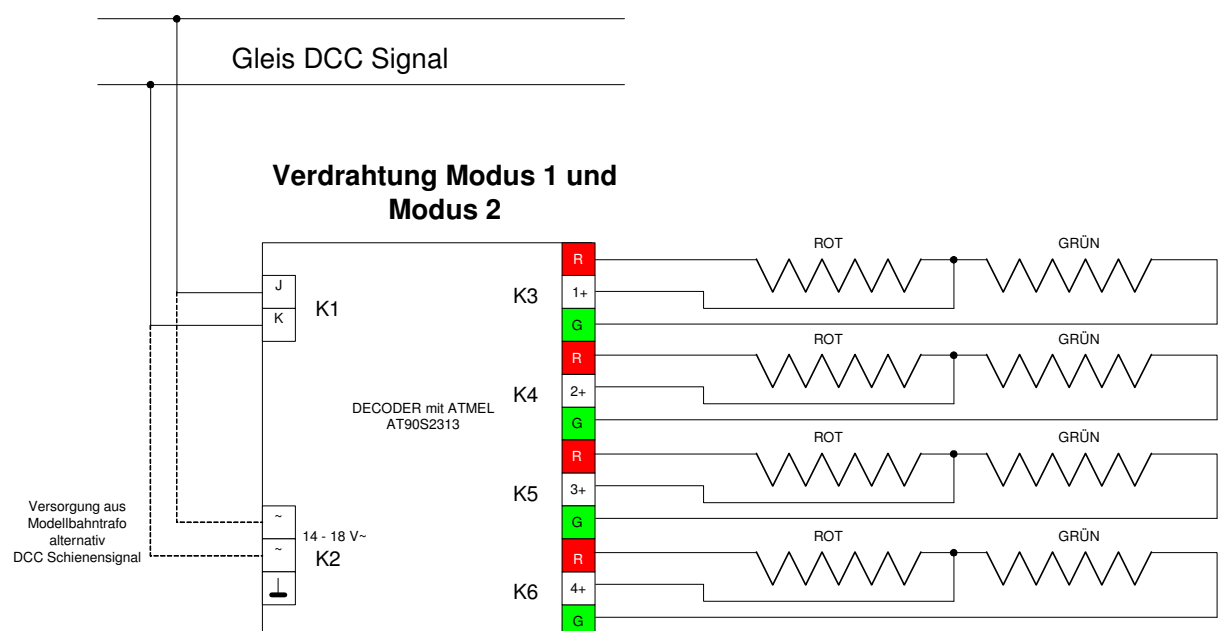 Gleis DCC Signal
Verdrahtung Modus 1 und
Modus 2
J
K
K1
K3
R
1+
G
ROT
GRÜN
K4
R
2+
G
ROT
GRÜN
DECODER mit ATMEL
AT90S2313
K5
R
3+
G
ROT
GRÜN
Versorgung aus
Modellbahntrafo
alternativ
DCC Schienensignal
~
~
14 - 18 V~
K2
K6
R
4+
G
ROT
GRÜN